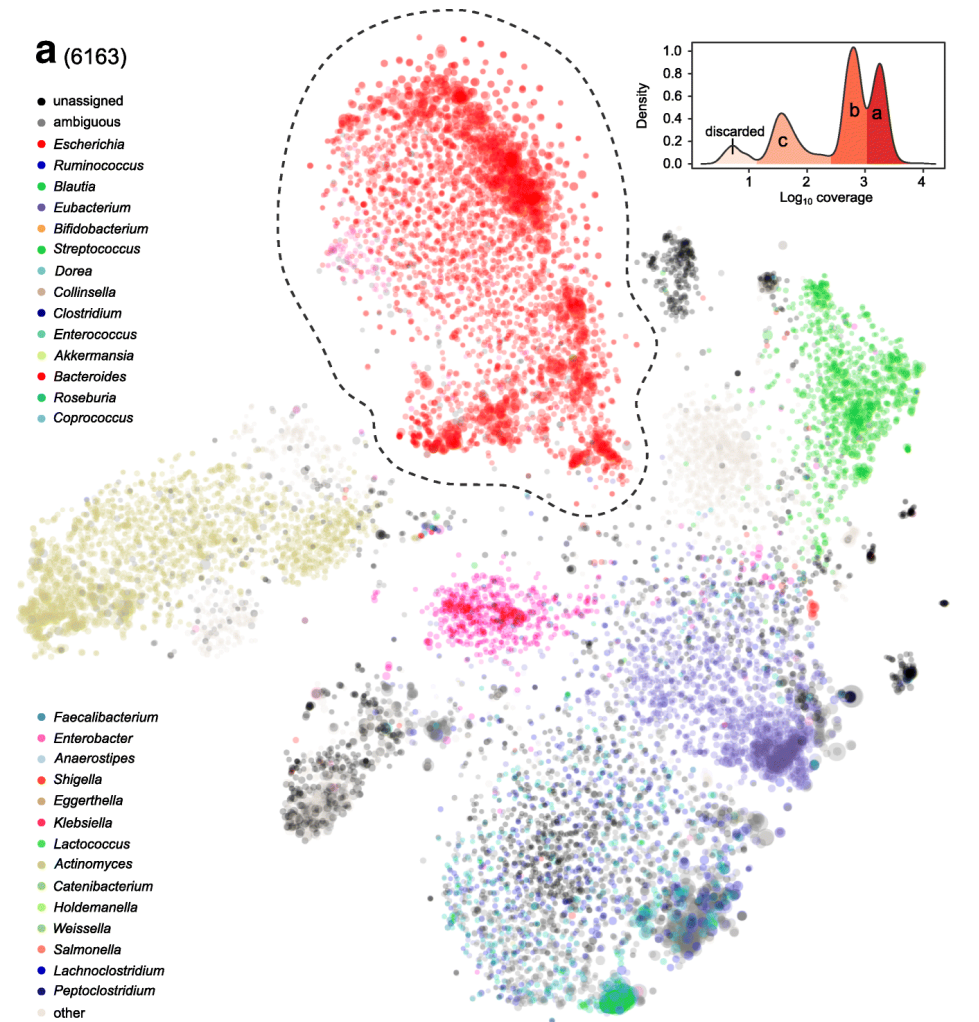 a (6163)
unassigned
ambiguous
Escherichia
Ruminococcus
Blautia
Eubacterium
Bifidobacterium
Streptococcus
Dorea
Collinsella
Clostridium
Enterococcus
Akkermansia
Bacteroides
Roseburia
Coprococcus
Density
1.0
0.8
0.6
0.4
0.2
0.0
discarded
c
b
a
1 2 3 4
Log10 coverage
Faecalibacterium
Enterobacter
Anaerostipes
Shigella
Eggerthella
Klebsiella
Lactococcus
Actinomyces
Catenibacterium
Holdemanella
Weissella
Salmonella
Lachnoclostridium
Peptoclostridium
other